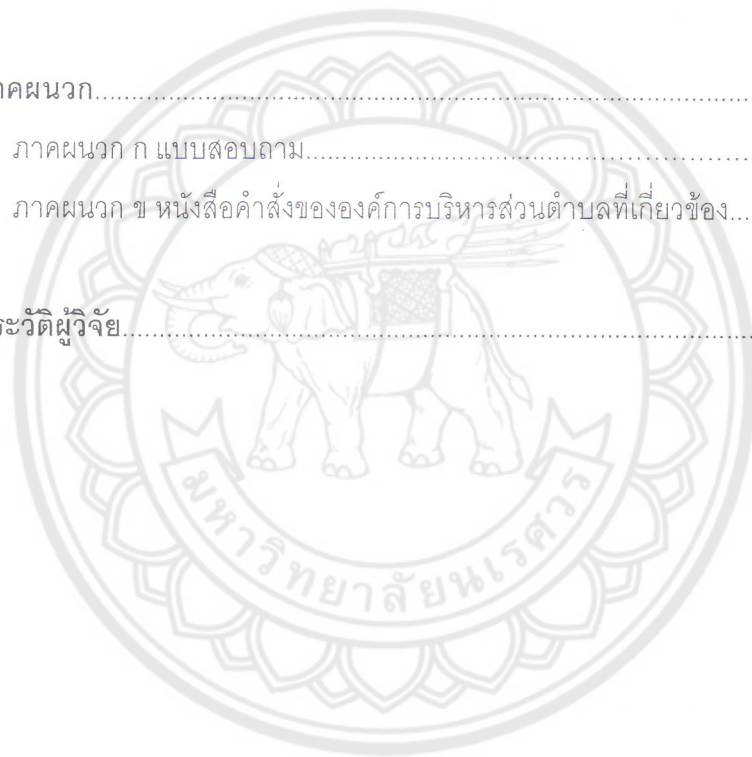 าคผนวก.......................................................................................
ภาคผนวก ก แบบสอบถาม.............................................................
ภาคผนวก ข หนังสือคำสั่งขององค์การบริหารส่วนตำบลที่เกี่ยวข้อง...
ระวัติผู้วิจัย...................................................................................
มหาวิทยาลัยนเรศวร